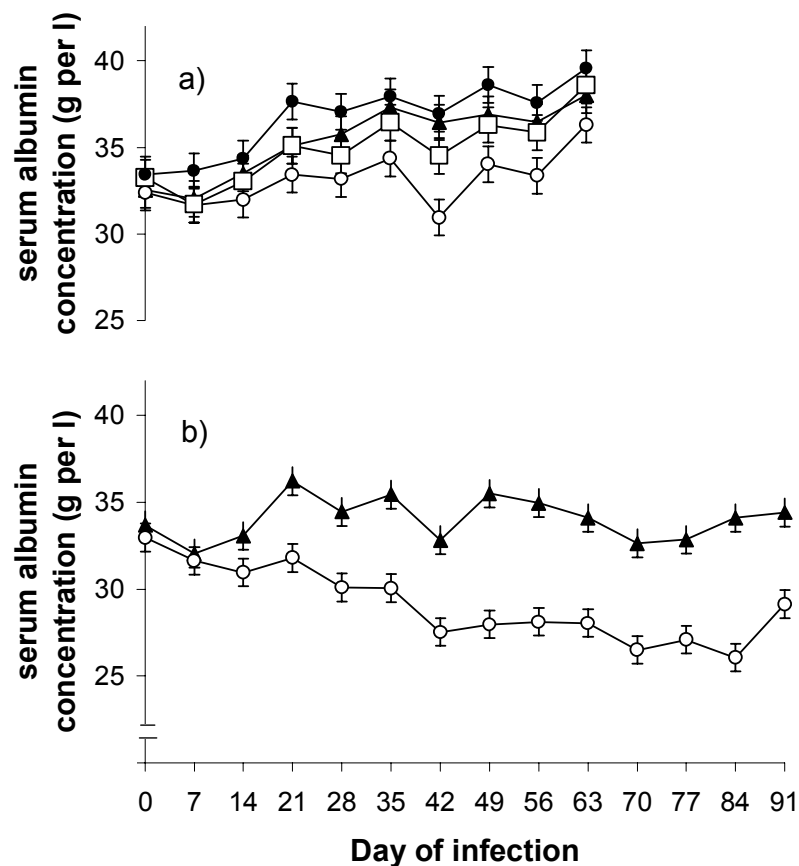 serum albumin
concentration (g per l)
40
35
30
25
a)
serum albumin
concentration (g per l)
40
35
30
25
b)
0 7 14 21 28 35 42 49 56 63 70 77 84 91
Day of infection